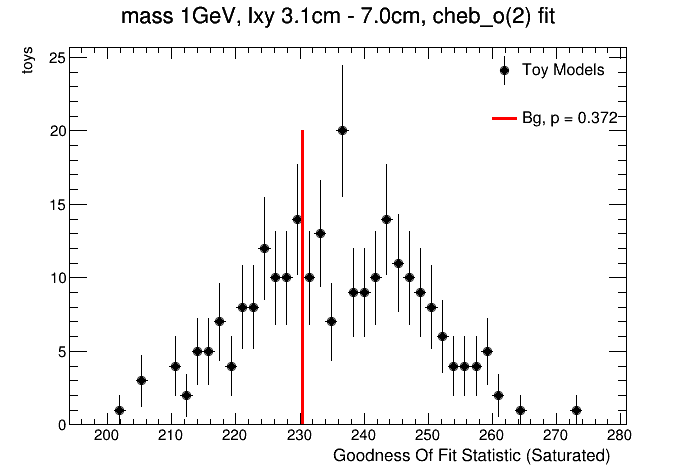 mass 1GeV, lxy 3.1cm - 7.0cm, cheb_o(2) fit
toys
25
20
15
10
5
0
Toy Models
Bg, p = 0.372
200 210 220 230 240 250 260 270 280
Goodness Of Fit Statistic (Saturated)